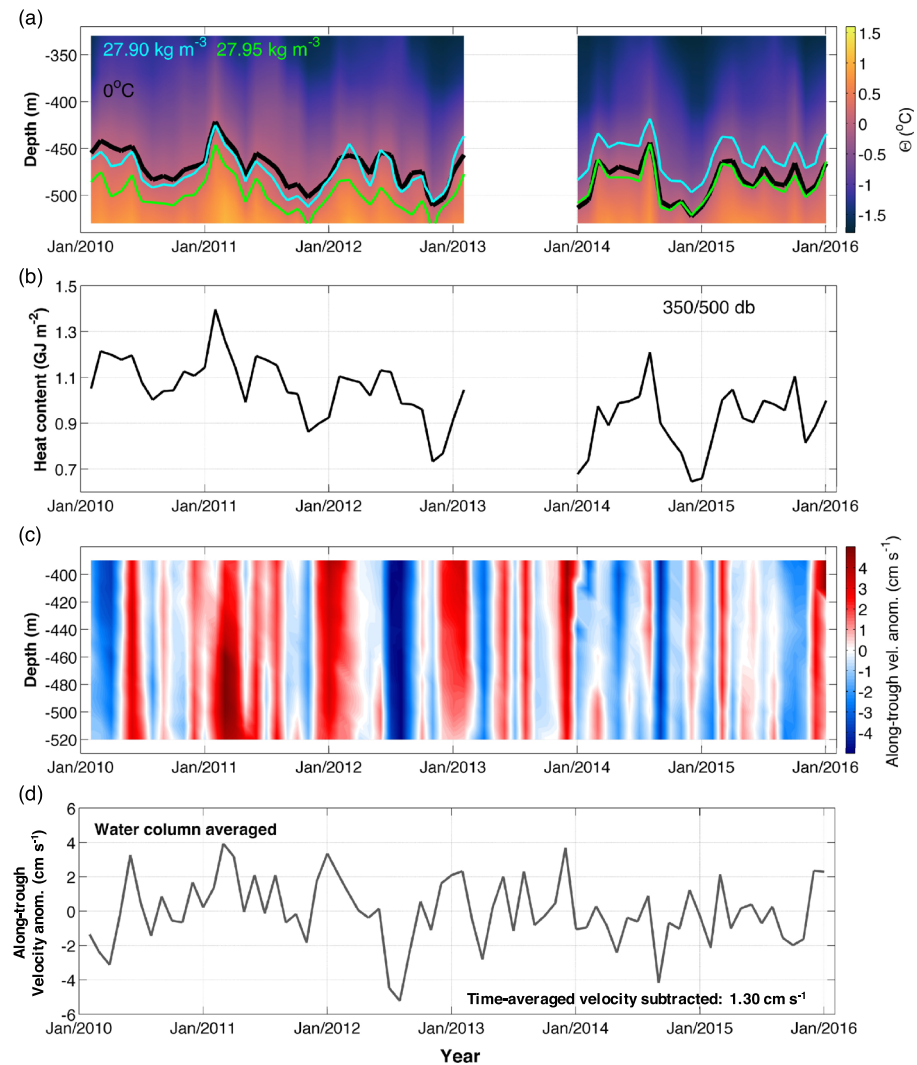 (a)
27.90 kg m-3 27.95 kg m-3
0oC
Depth (m)
-350
-400
-450
-500
Jan/2010 Jan/2011 Jan/2012 Jan/2013 Jan/2014 Jan/2015 Jan/2016
1.5
1
0.5
0
-0.5
-1
-1.5
Θ (oC)
(b)
350/500 db
Heat content (GJ m-2)
1.5
1.3
1.1
0.9
0.7
Jan/2010 Jan/2011 Jan/2012 Jan/2013 Jan/2014 Jan/2015 Jan/2016
(c)
Depth (m)
-400
-420
-440
-460
-480
-500
-520
Jan/2010 Jan/2011 Jan/2012 Jan/2013 Jan/2014 Jan/2015 Jan/2016
4
3
2
1
0
-1
-2
-3
-4
Along-trough vel. anom. (cm s-1)
(d)
Water column averaged
Along-trough
Velocity anom. (cm s-1)
6
4
2
0
-2
-4
-6
Time-averaged velocity subtracted: 1.30 cm s-1
Jan/2010 Jan/2011 Jan/2012 Jan/2013 Jan/2014 Jan/2015 Jan/2016
Year